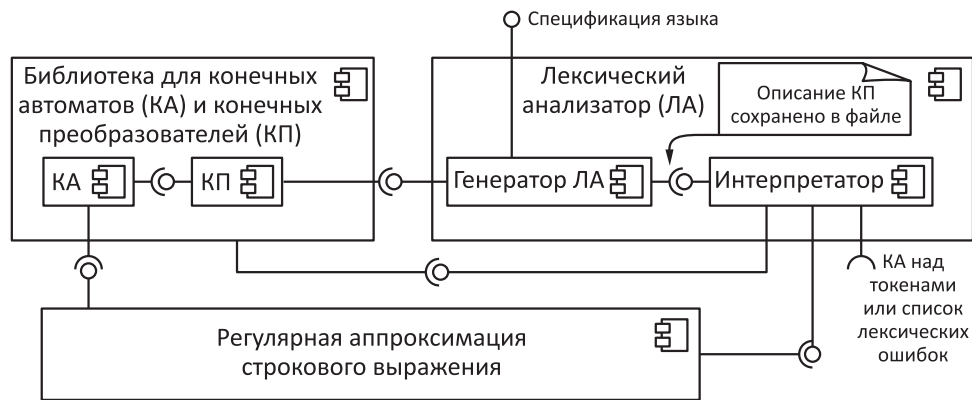 Спецификация языка
Библиотека для конечных
автоматов (КА) и конечных
преобразователей (КП)
КА
КП
Лексический
анализатор (ЛА)
Описание КП
сохранено в файле
Генератор ЛА
Интерпретатор
КА над
токенами
или список
лексических
ошибок
Регулярная аппроксимация
строкового выражения